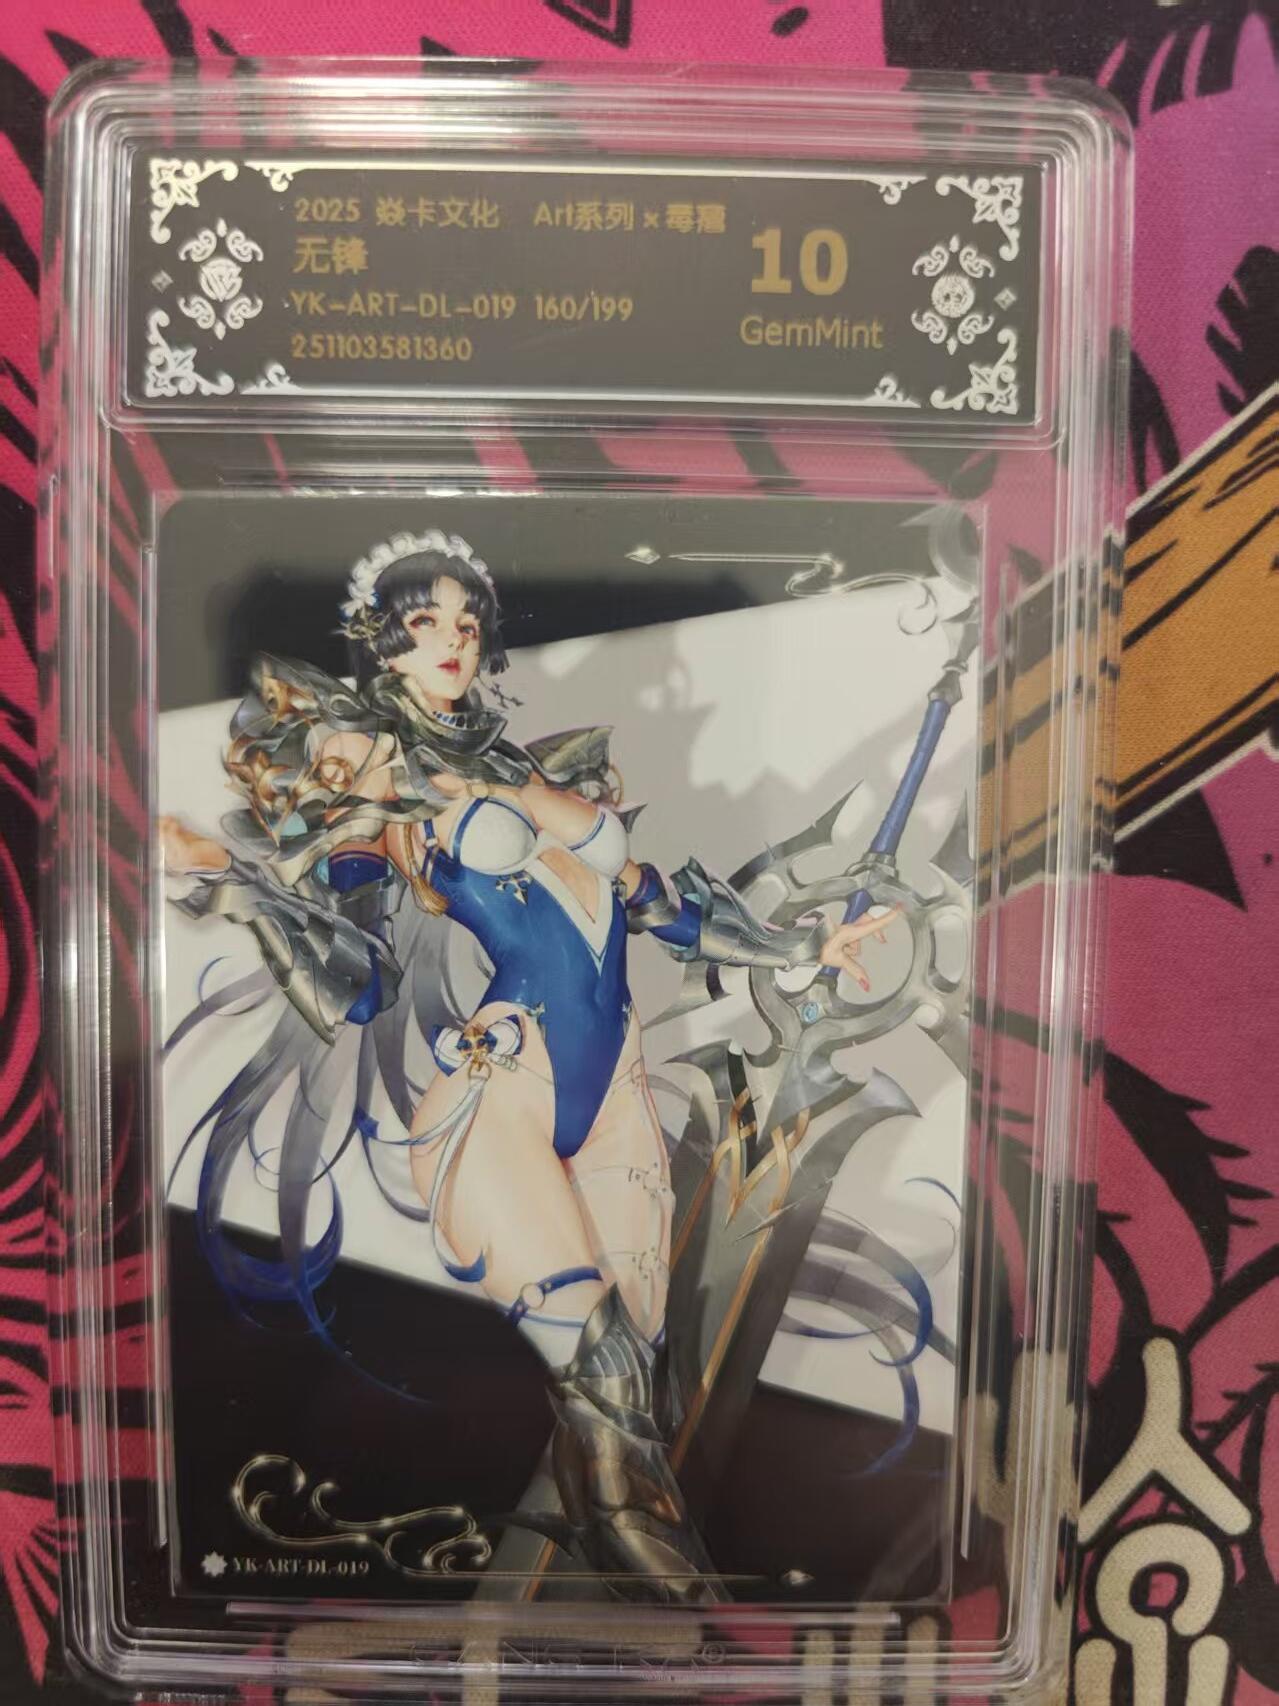 2025 焱卡文化 Art系列 x 毒蘿
无锋
YK-ART-DL-019 160/199
251103581360
10
GemMint
YK-ART-DL-019